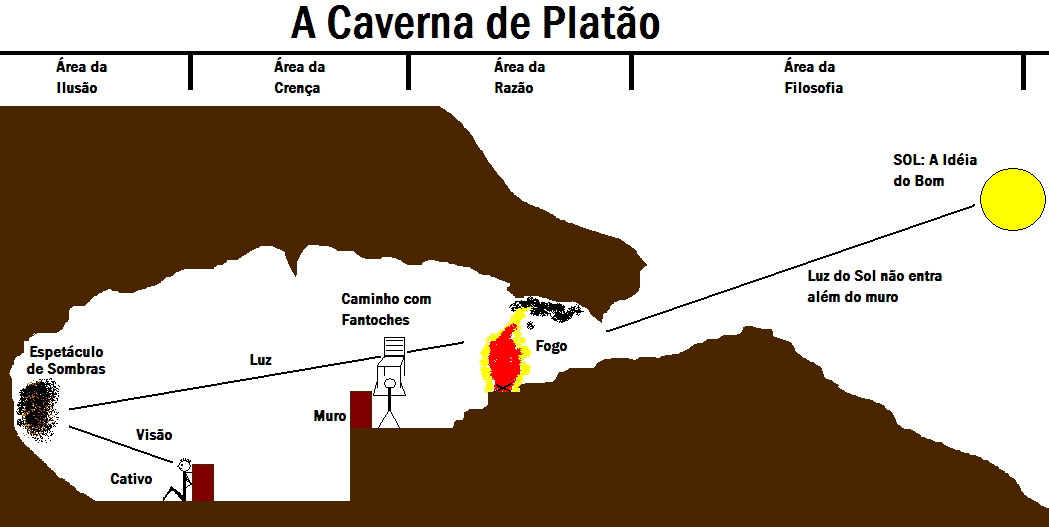 A Caverna de Platão
Área da
Ilusão
Área da
Crença
Área da
Razão
Área da
Filosofia
SOL: A Idéia
do Bom
Luz do Sol não entra
além do muro
Caminho com
Fantoches
Fogo
Espetáculo
de Sombras
Luz
Muro
Visão
Cativo